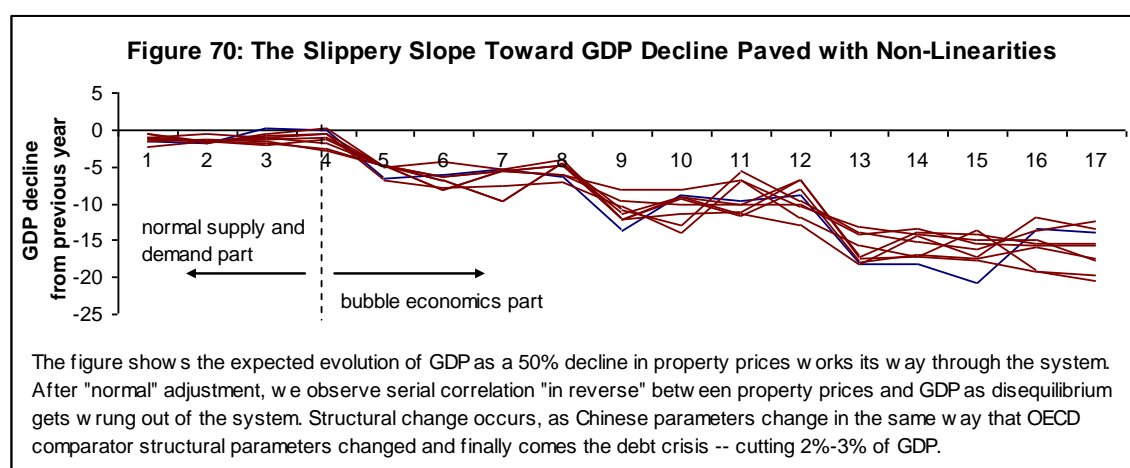 Figure 70: The Slippery Slope Toward GDP Decline Paved with Non-Linearities
GDP decline
from previous year
5
0
-5
-10
-15
-20
-25
1 2 3 4 5 6 7 8 9 10 11 12 13 14 15 16 17
normal supply and
demand part
bubble economics part
The figure shows the expected evolution of GDP as a 50% decline in property prices works its way through the system.
After "normal" adjustment, we observe serial correlation "in reverse" between property prices and GDP as disequilibrium
gets wrung out of the system. Structural change occurs, as Chinese parameters change in the same way that OECD
comparator structural parameters changed and finally comes the debt crisis -- cutting 2%-3% of GDP.